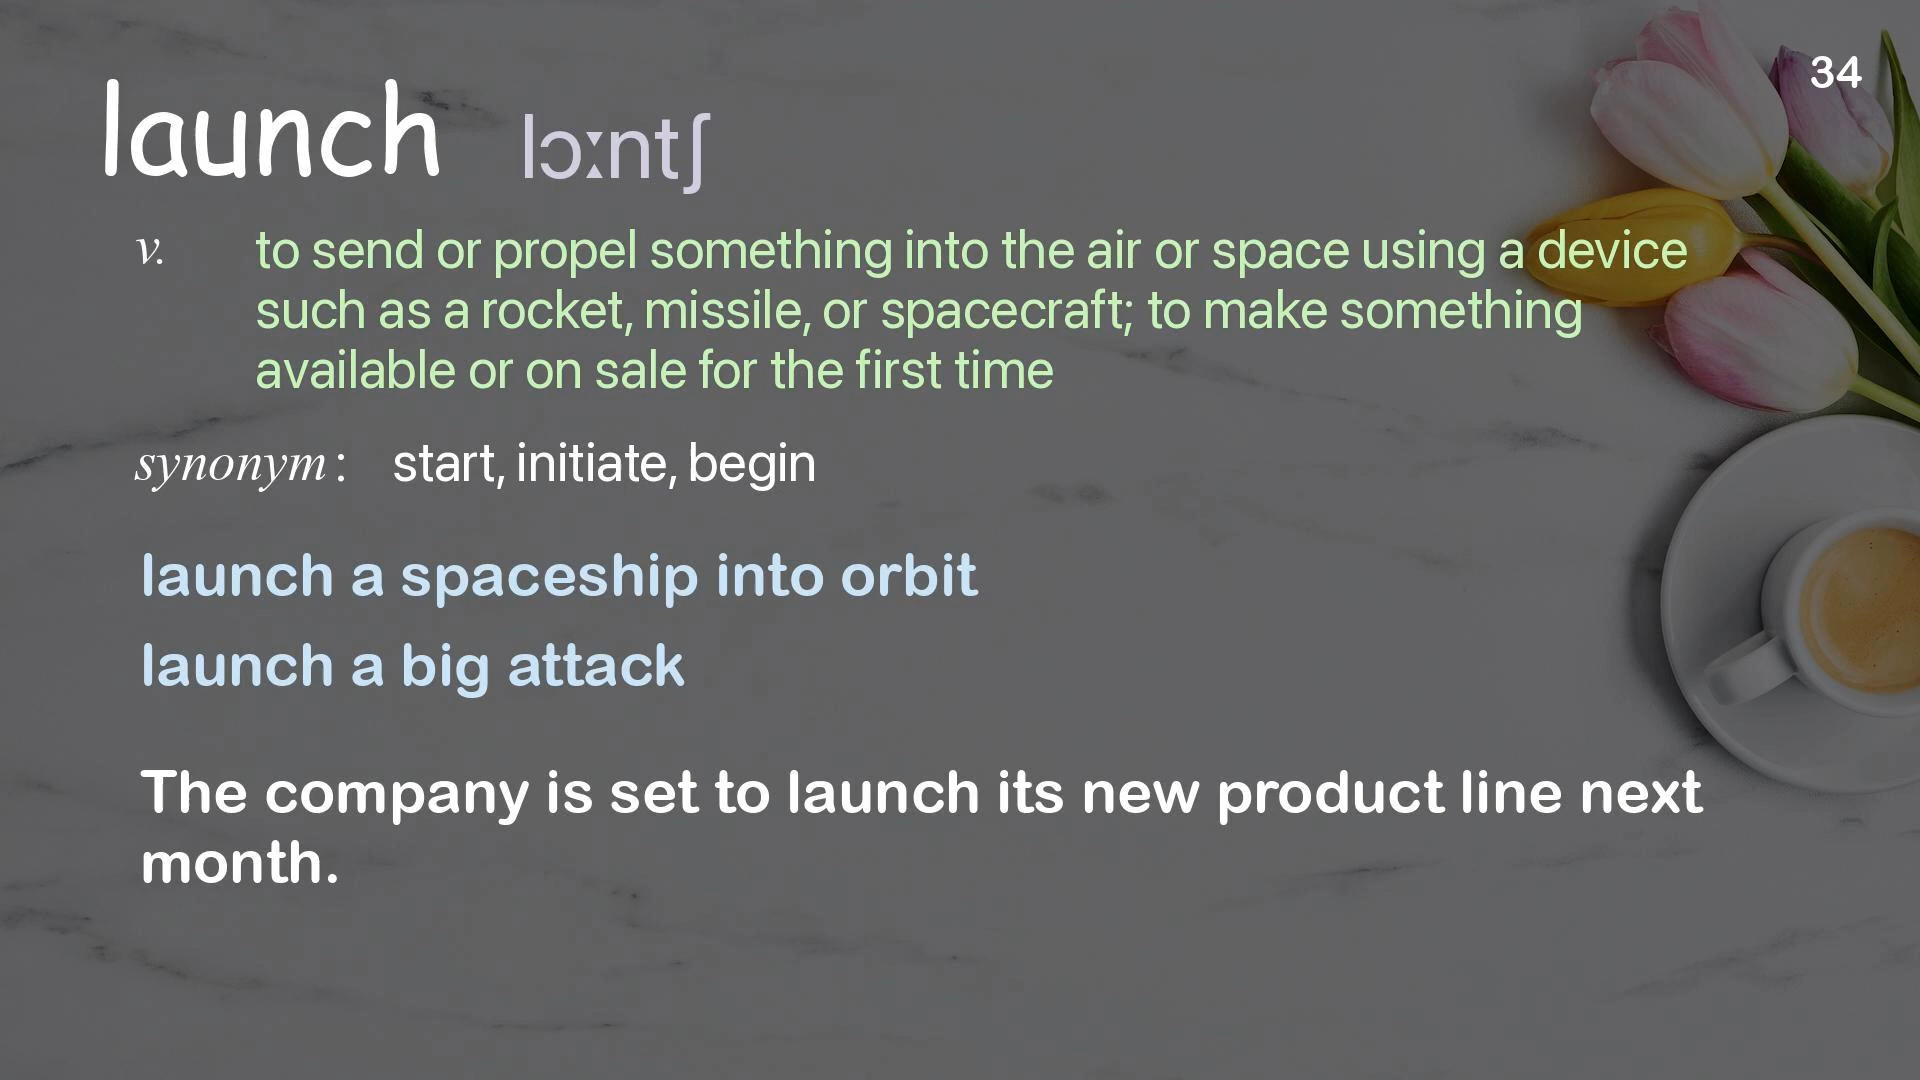 34
launch lɔːntʃ
v. to send or propel something into the air or space using a device
such as a rocket, missile, or spacecraft; to make something
available or on sale for the first time
synonym : start, initiate, begin
launch a spaceship into orbit
launch a big attack
The company is set to launch its new product line next
month.